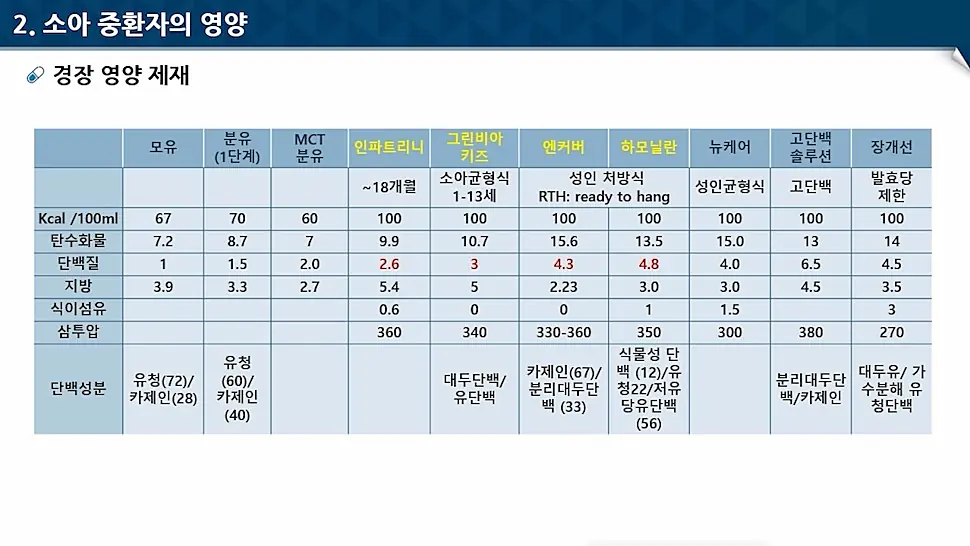 2. 소아 중환자의 영양
경장 영양 제재
모유 분유 (1단계) MCT 분유 인파트리니 그린비아 키즈 엔커버 하모닐란 뉴케어 고단백 솔루션 장개선
~18개월 소아균형식 1-13세 성인 처방식 RTH: ready to hang 성인균형식 고단백 발효당 제한
Kcal /100ml 67 70 60 100 100 100 100 100 100 100
탄수화물 7.2 8.7 7 9.9 10.7 15.6 13.5 15.0 13 14
단백질 1 1.5 2.0 2.6 3 4.3 4.8 4.0 6.5 4.5
지방 3.9 3.3 2.7 5.4 5 2.23 3.0 3.0 4.5 3.5
식이섬유 0.6 0 0 1 1.5 3
삼투압 360 340 330-360 350 300 380 270
단백성분 유청(72)/카제인(28) 유청(60)/카제인(40) 대두단백/유단백 카제인(67)/분리대두단백 (33) 식물성 단백 (12)/유청22/저유당유단백(56) 분리대두단백/카제인 대두유/ 가수분해 유청단백